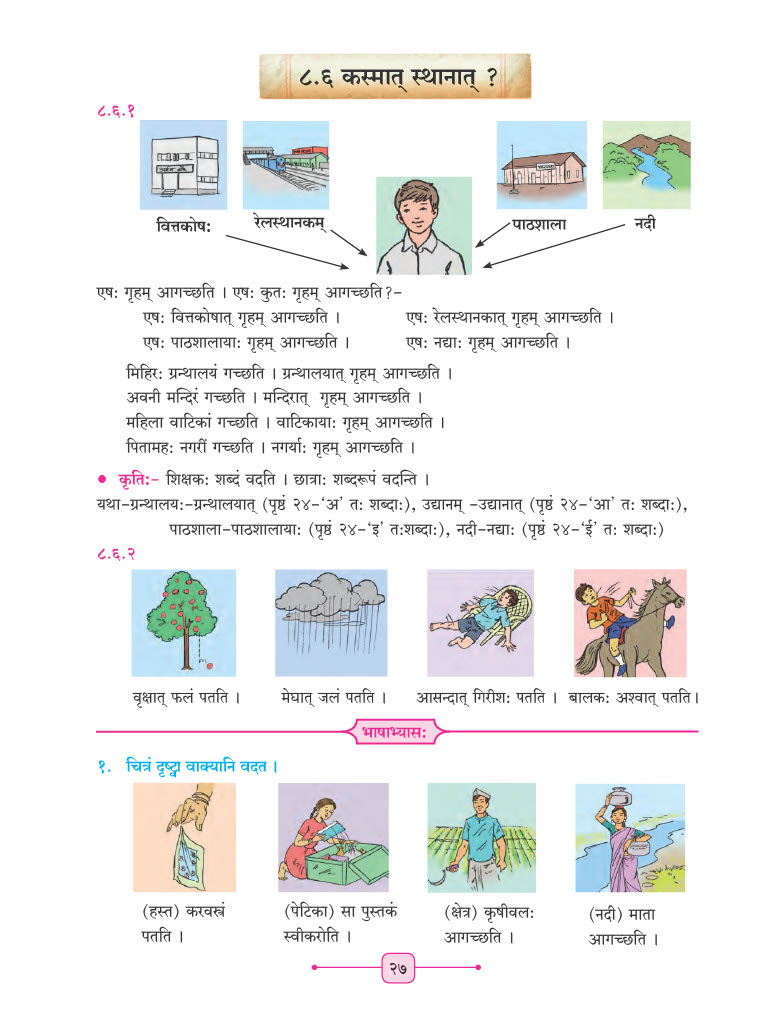 ८.६ कस्मात् स्थानात् ?
८.६.१
वित्तकोष:
रेलस्थानकम्
पाठशाला
नदी
एष: गृहम् आगच्छति । एष: कुत: गृहम् आगच्छति?-
एष: वित्तकोषात् गृहम् आगच्छति ।
एष: रेलस्थानकात् गृहम् आगच्छति ।
एष: पाठशालाया: गृहम् आगच्छति ।
एष: नद्या: गृहम् आगच्छति ।
मिहिर: ग्रन्थालयं गच्छति । ग्रन्थालयात् गृहम् आगच्छति ।
अवनी मन्दिरं गच्छति । मन्दिरात् गृहम् आगच्छति ।
महिला वाटिकां गच्छति । वाटिकाया: गृहम् आगच्छति ।
पितामह: नगरीं गच्छति । नगर्या: गृहम् आगच्छति ।
• कृति:- शिक्षक: शब्दं वदति । छात्रा: शब्दरूपं वदन्ति ।
यथा-ग्रन्थालय:-ग्रन्थालयात् (पृष्ठं २४-‘अ’ त: शब्दा:), उद्यानम् -उद्यानात् (पृष्ठं २४-‘आ’ त: शब्दा:),
पाठशाला-पाठशालाया: (पृष्ठं २४-‘इ’ त:शब्दा:), नदी-नद्या: (पृष्ठं २४-‘ई’ त: शब्दा:)
८.६.२
वृक्षात् फलं पतति ।
मेघात् जलं पतति ।
आसन्दात् गिरीश: पतति ।
बालक: अश्वात् पतति।
भाषाभ्यास:
१. चित्रं दृष्ट्वा वाक्यानि वदत ।
(हस्त) करवस्त्रं
पतति ।
(पेटिका) सा पुस्तकं
स्वीकरोति ।
(क्षेत्र) कृषीवल:
आगच्छति ।
(नदी) माता
आगच्छति ।
२७